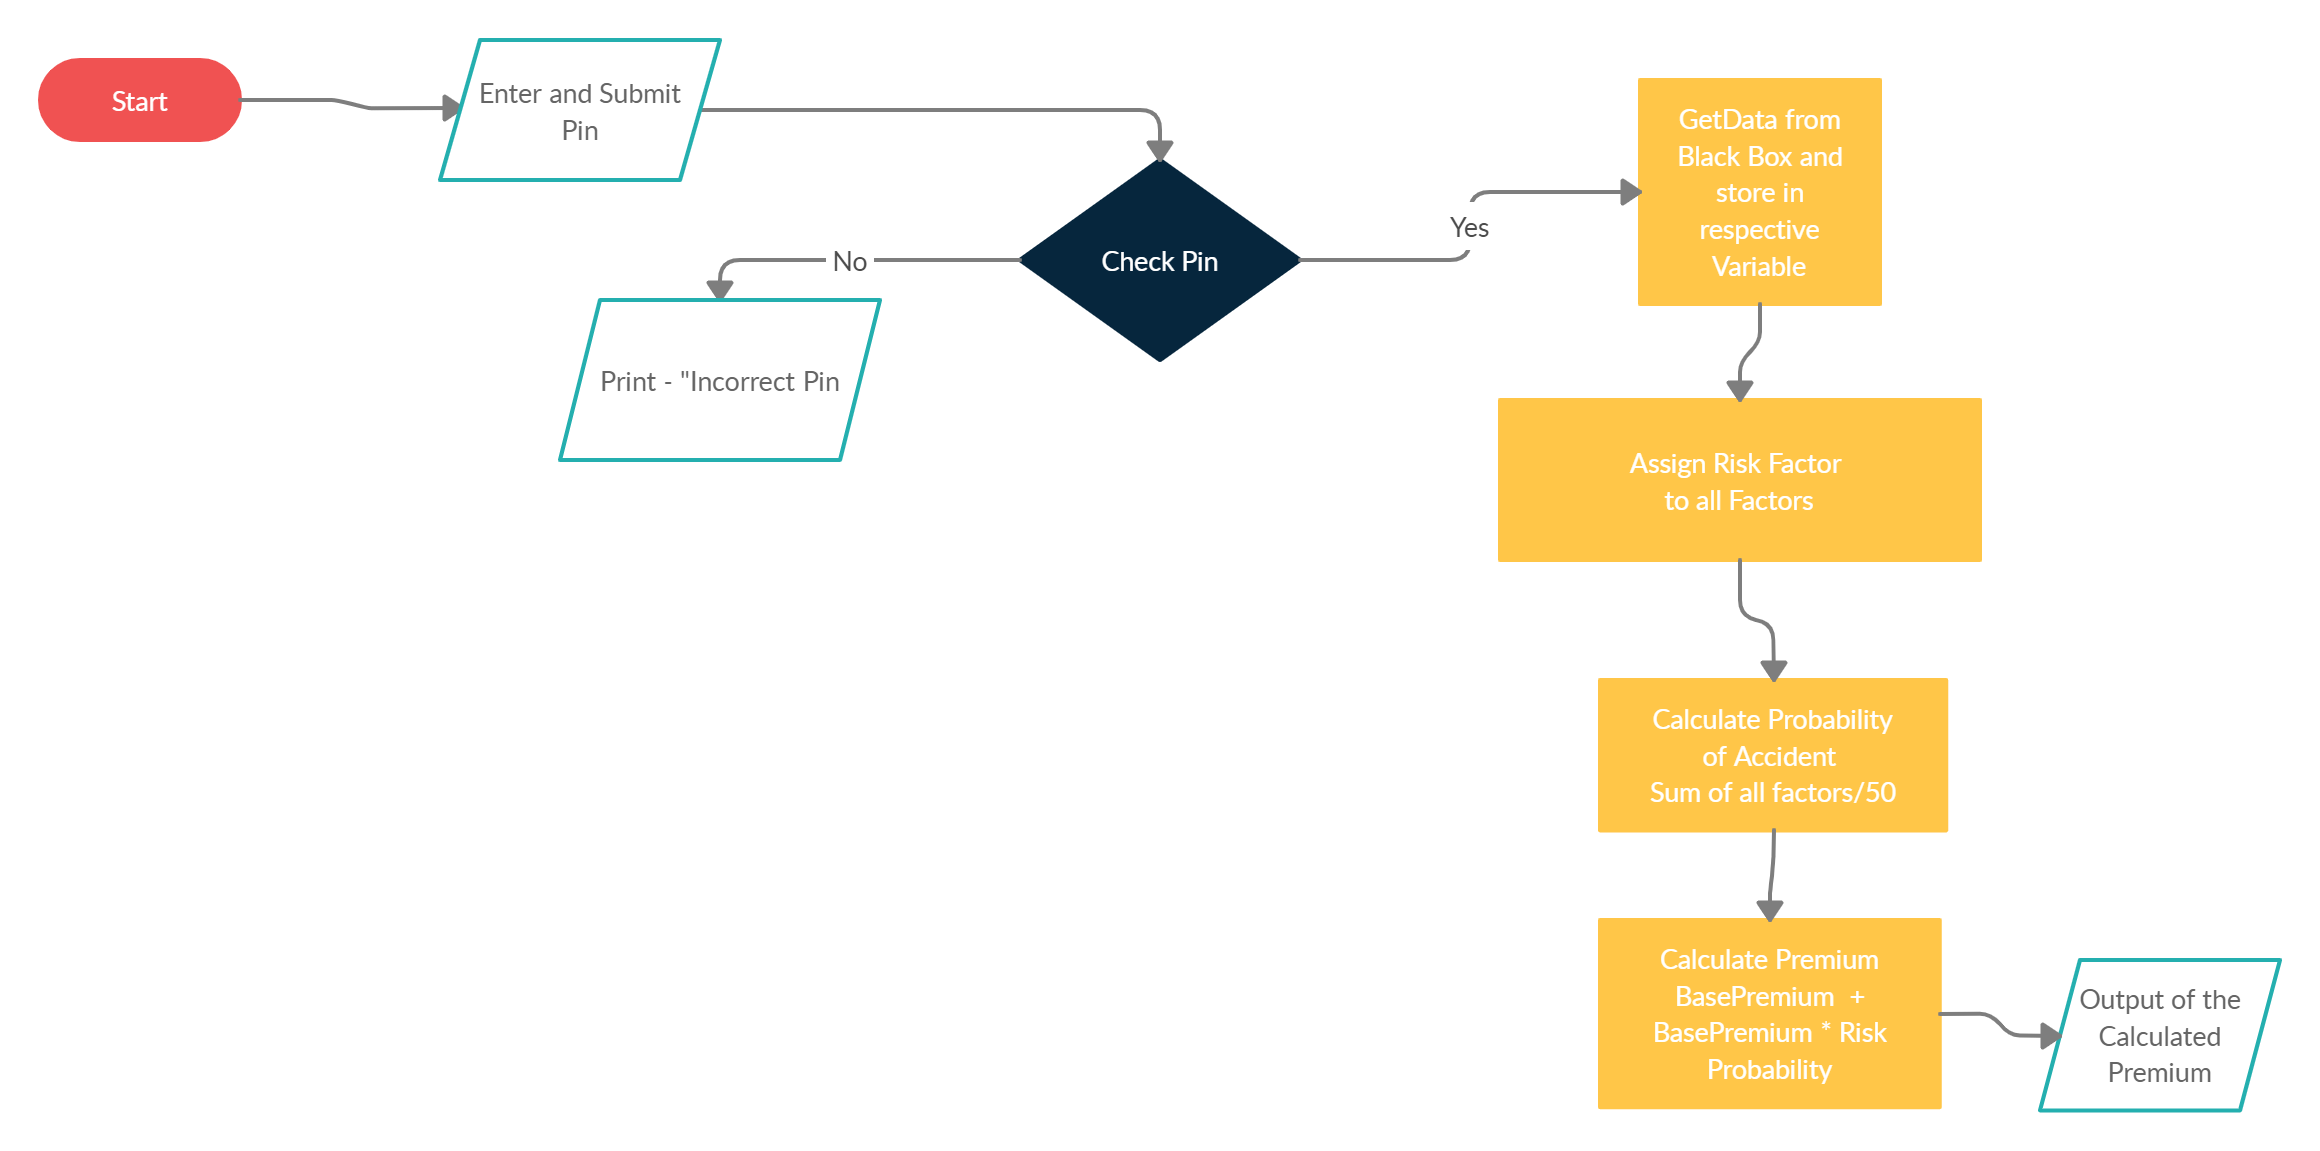 Start
Enter and Submit
Pin
Check Pin
No
Print - "Incorrect Pin
Yes
GetData from
Black Box and
store in
respective
Variable
Assign Risk Factor
to all Factors
Calculate Probability
of Accident
Sum of all factors/50
Calculate Premium
BasePremium  +
BasePremium * Risk
Probability
Output of the
Calculated
Premium